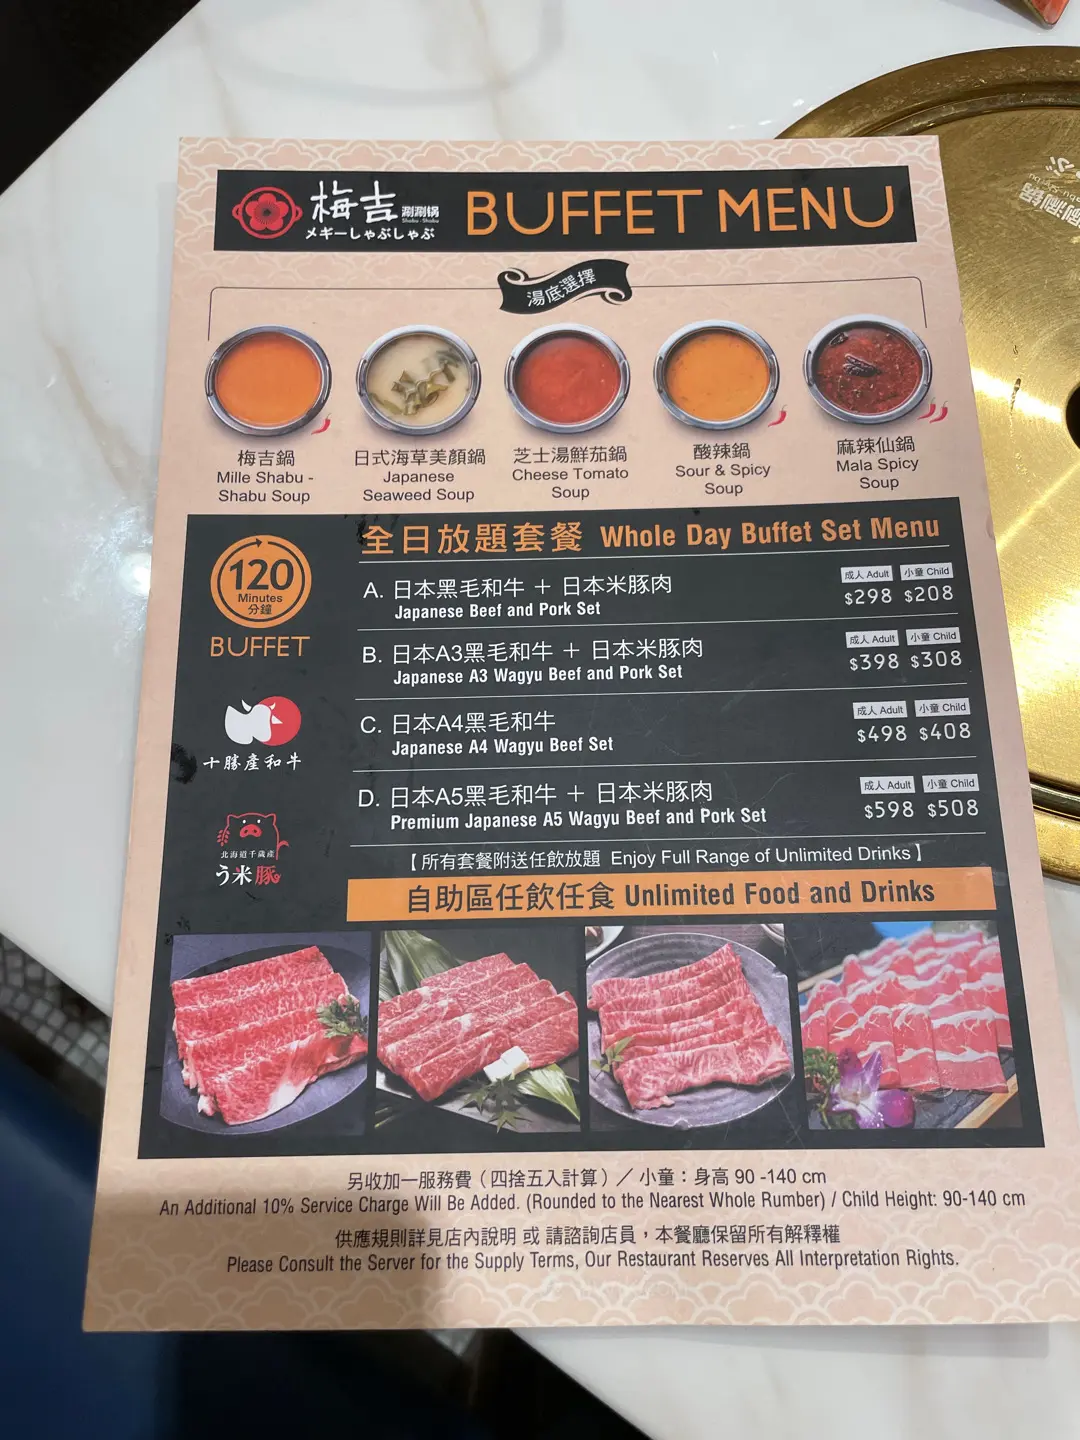 梅吉 涮涮锅
Shabu · Shabu
メギーしゃぶしゃぶ
BUFFET MENU
湯底選擇
梅吉鍋
Mille Shabu -
Shabu Soup
日式海草美顏鍋
Japanese
Seaweed Soup
芝士湯鮮茄鍋
Cheese Tomato
Soup
酸辣鍋
Sour & Spicy
Soup
麻辣仙鍋
Mala Spicy
Soup
120
Minutes
分鐘
BUFFET
十勝產和牛
北海道千歲産
う米豚
全日放題套餐 Whole Day Buffet Set Menu
A. 日本黑毛和牛 + 日本米豚肉
Japanese Beef and Pork Set
成人 Adult 小童 Child
$298 $208
B. 日本A3黑毛和牛 + 日本米豚肉
Japanese A3 Wagyu Beef and Pork Set
成人 Adult 小童 Child
$398 $308
C. 日本A4黑毛和牛
Japanese A4 Wagyu Beef Set
成人 Adult 小童 Child
$498 $408
D. 日本A5黑毛和牛 + 日本米豚肉
Premium Japanese A5 Wagyu Beef and Pork Set
成人 Adult 小童 Child
$598 $508
【 所有套餐附送任飲放題 Enjoy Full Range of Unlimited Drinks 】
自助區任飲任食 Unlimited Food and Drinks
另收加一服務費（四捨五入計算）／ 小童：身高 90 -140 cm
An Additional 10% Service Charge Will Be Added. (Rounded to the Nearest Whole Rumber) / Child Height: 90-140 cm
供應規則詳見店內說明 或 請諮詢店員，本餐廳保留所有解釋權
Please Consult the Server for the Supply Terms, Our Restaurant Reserves All Interpretation Rights.